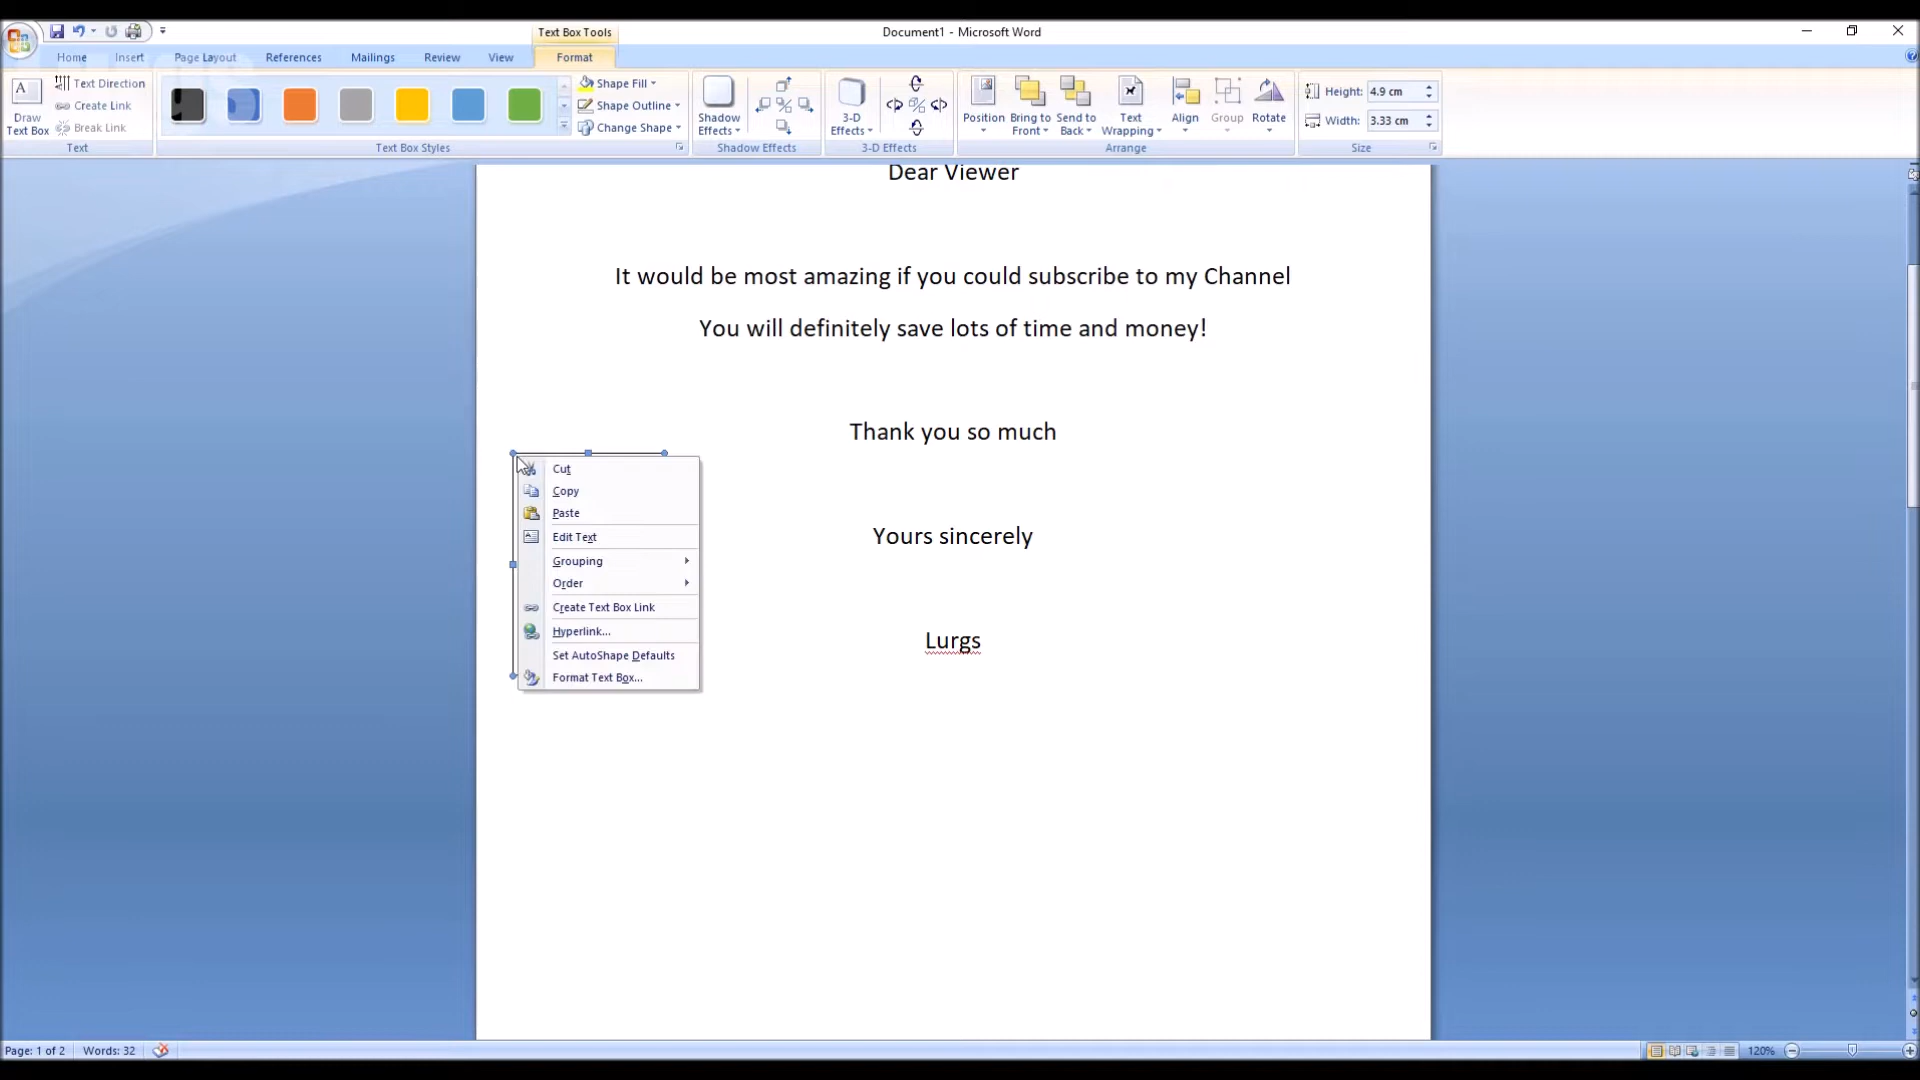 Text Box Tools
Document1 - Microsoft Word
Home Insert Page Layout References Mailings Review View Format
Draw Text Box
Text Direction
Create Link
Break Link
Text
Shape Fill
Shape Outline
Change Shape
Text Box Styles
Shadow Effects
Shadow Effects
3-D Effects
3-D Effects
Position
Bring to Front
Send to Back
Text Wrapping
Align
Group
Rotate
Arrange
Height: 4.9 cm
Width: 3.33 cm
Size
Dear Viewer
It would be most amazing if you could subscribe to my Channel
You will definitely save lots of time and money!
Thank you so much
Yours sincerely
Lurgs
Cut
Copy
Paste
Edit Text
Grouping
Order
Create Text Box Link
Hyperlink...
Set AutoShape Defaults
Format Text Box...
Page: 1 of 2 Words: 32 120%